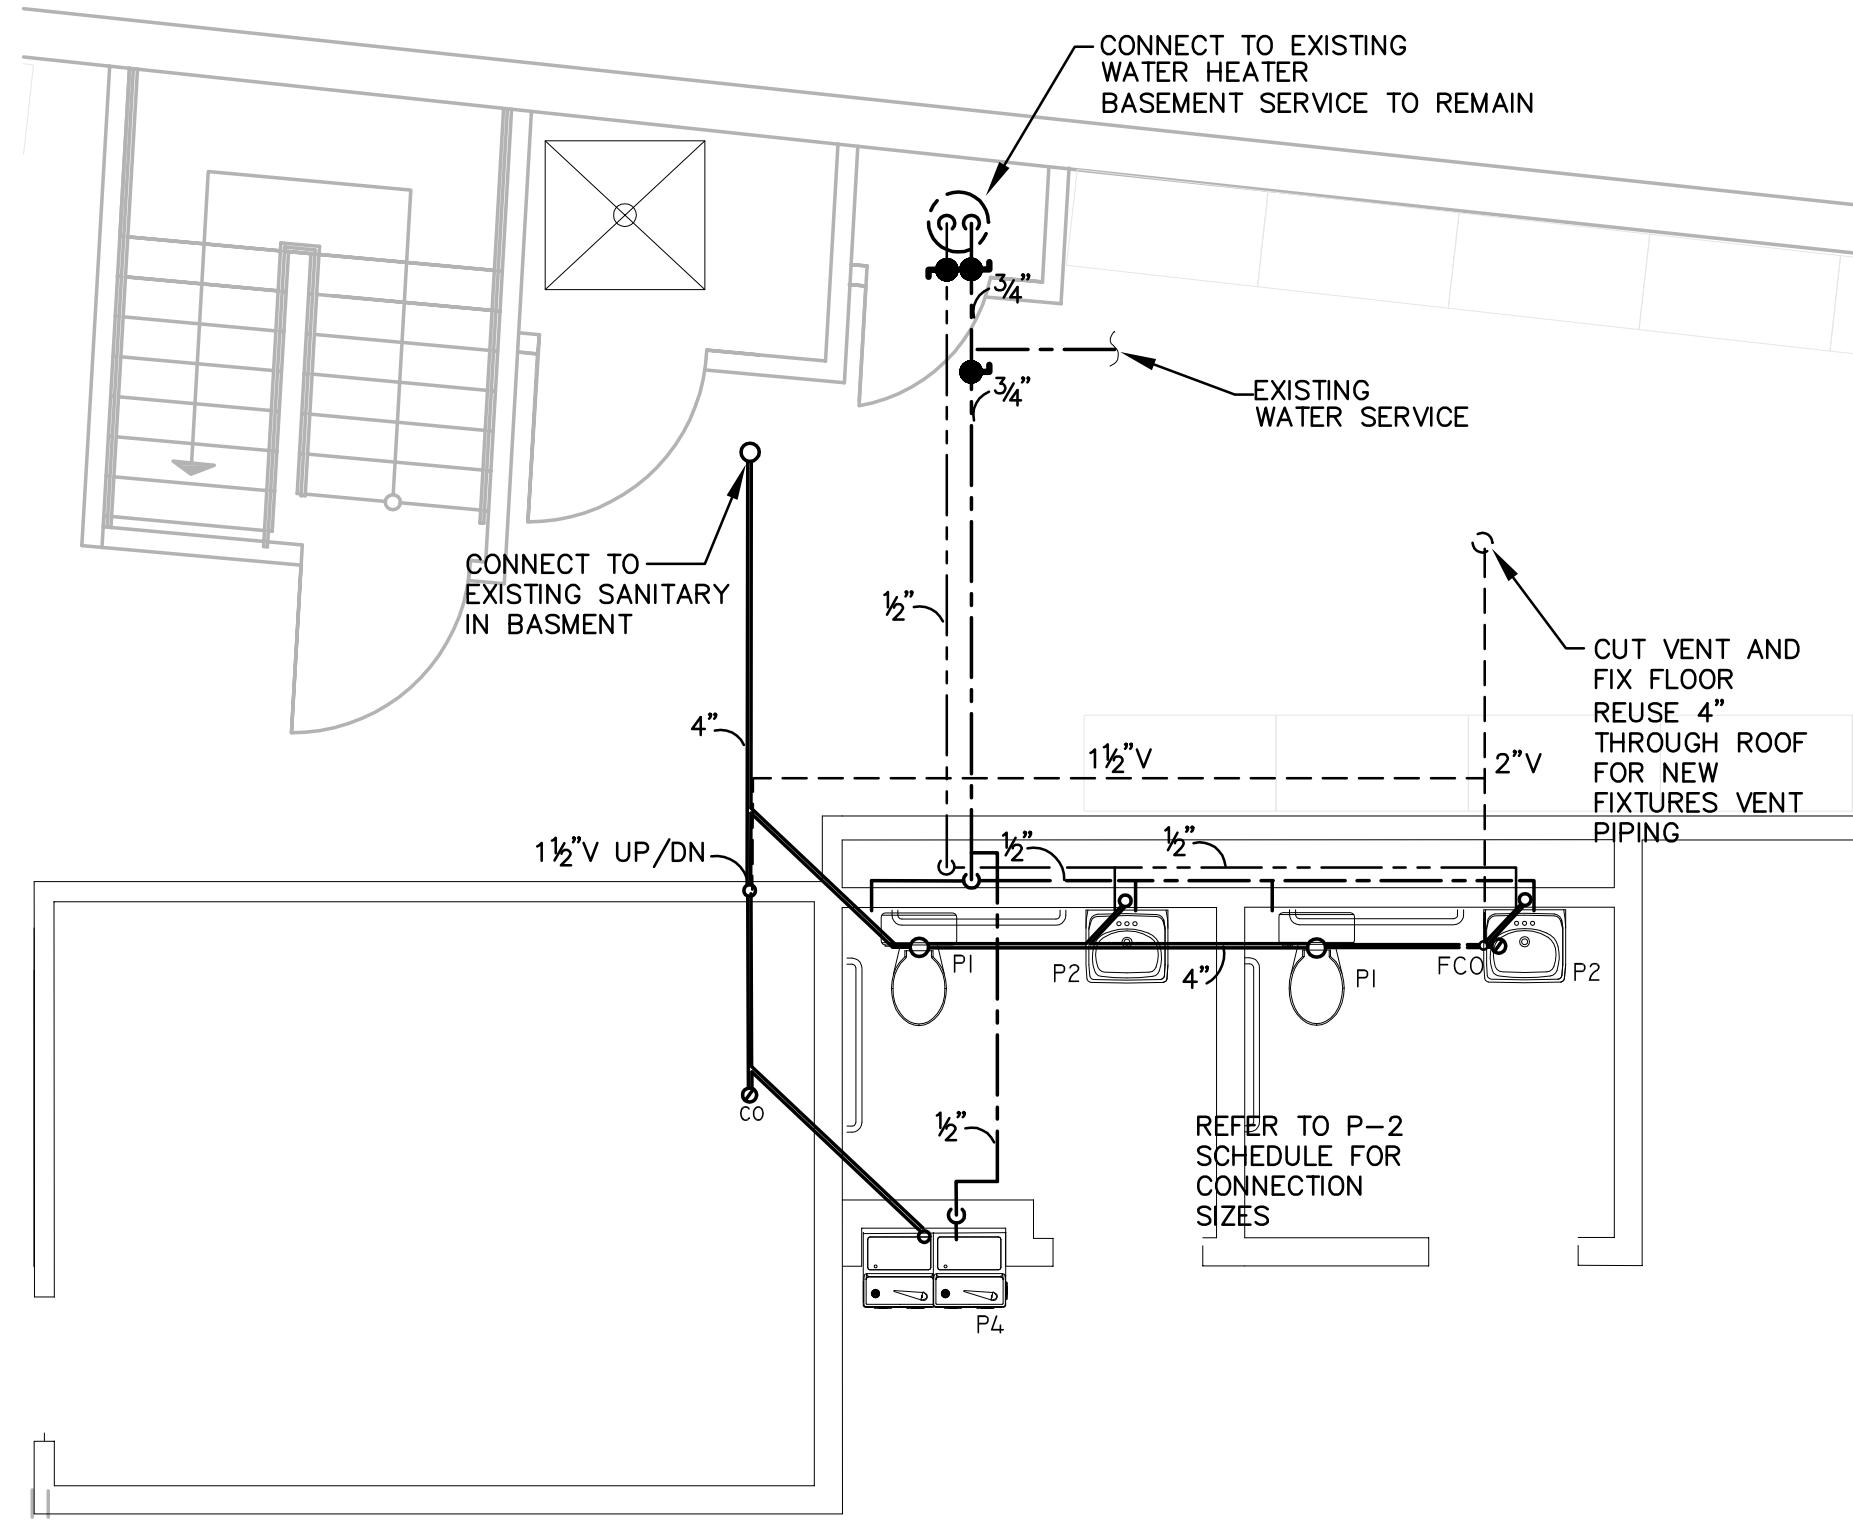 CONNECT TO EXISTING
WATER HEATER
BASEMENT SERVICE TO REMAIN
3/4"
EXISTING
WATER SERVICE
3/4"
CONNECT TO
EXISTING SANITARY
IN BASMENT
1/2"
CUT VENT AND
FIX FLOOR
REUSE 4"
THROUGH ROOF
FOR NEW
FIXTURES VENT
PIPING
4"
1 1/2"V
2"V
1 1/2"V UP/DN
1/2"
1/2"
P1
P2
4"
P1
FCO
P2
CO
1/2"
REFER TO P-2
SCHEDULE FOR
CONNECTION
SIZES
P4